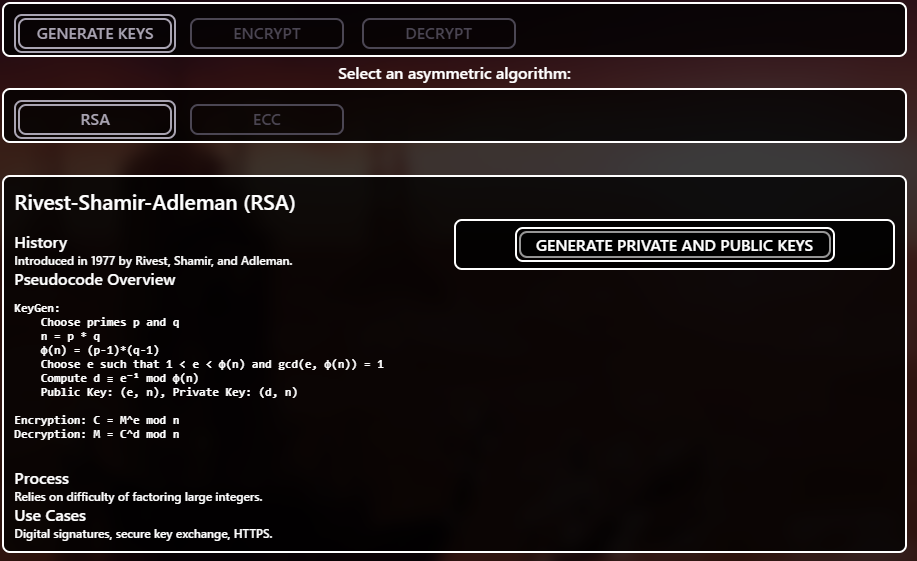 GENERATE KEYS ENCRYPT DECRYPT
Select an asymmetric algorithm:
RSA ECC
Rivest-Shamir-Adleman (RSA)
GENERATE PRIVATE AND PUBLIC KEYS
History
Introduced in 1977 by Rivest, Shamir, and Adleman.
Pseudocode Overview
KeyGen:
    Choose primes p and q
    n = p * q
    ϕ(n) = (p-1)*(q-1)
    Choose e such that 1 < e < ϕ(n) and gcd(e, ϕ(n)) = 1
    Compute d ≡ e⁻¹ mod ϕ(n)
    Public Key: (e, n), Private Key: (d, n)
Encryption: C = M^e mod n
Decryption: M = C^d mod n
Process
Relies on difficulty of factoring large integers.
Use Cases
Digital signatures, secure key exchange, HTTPS.